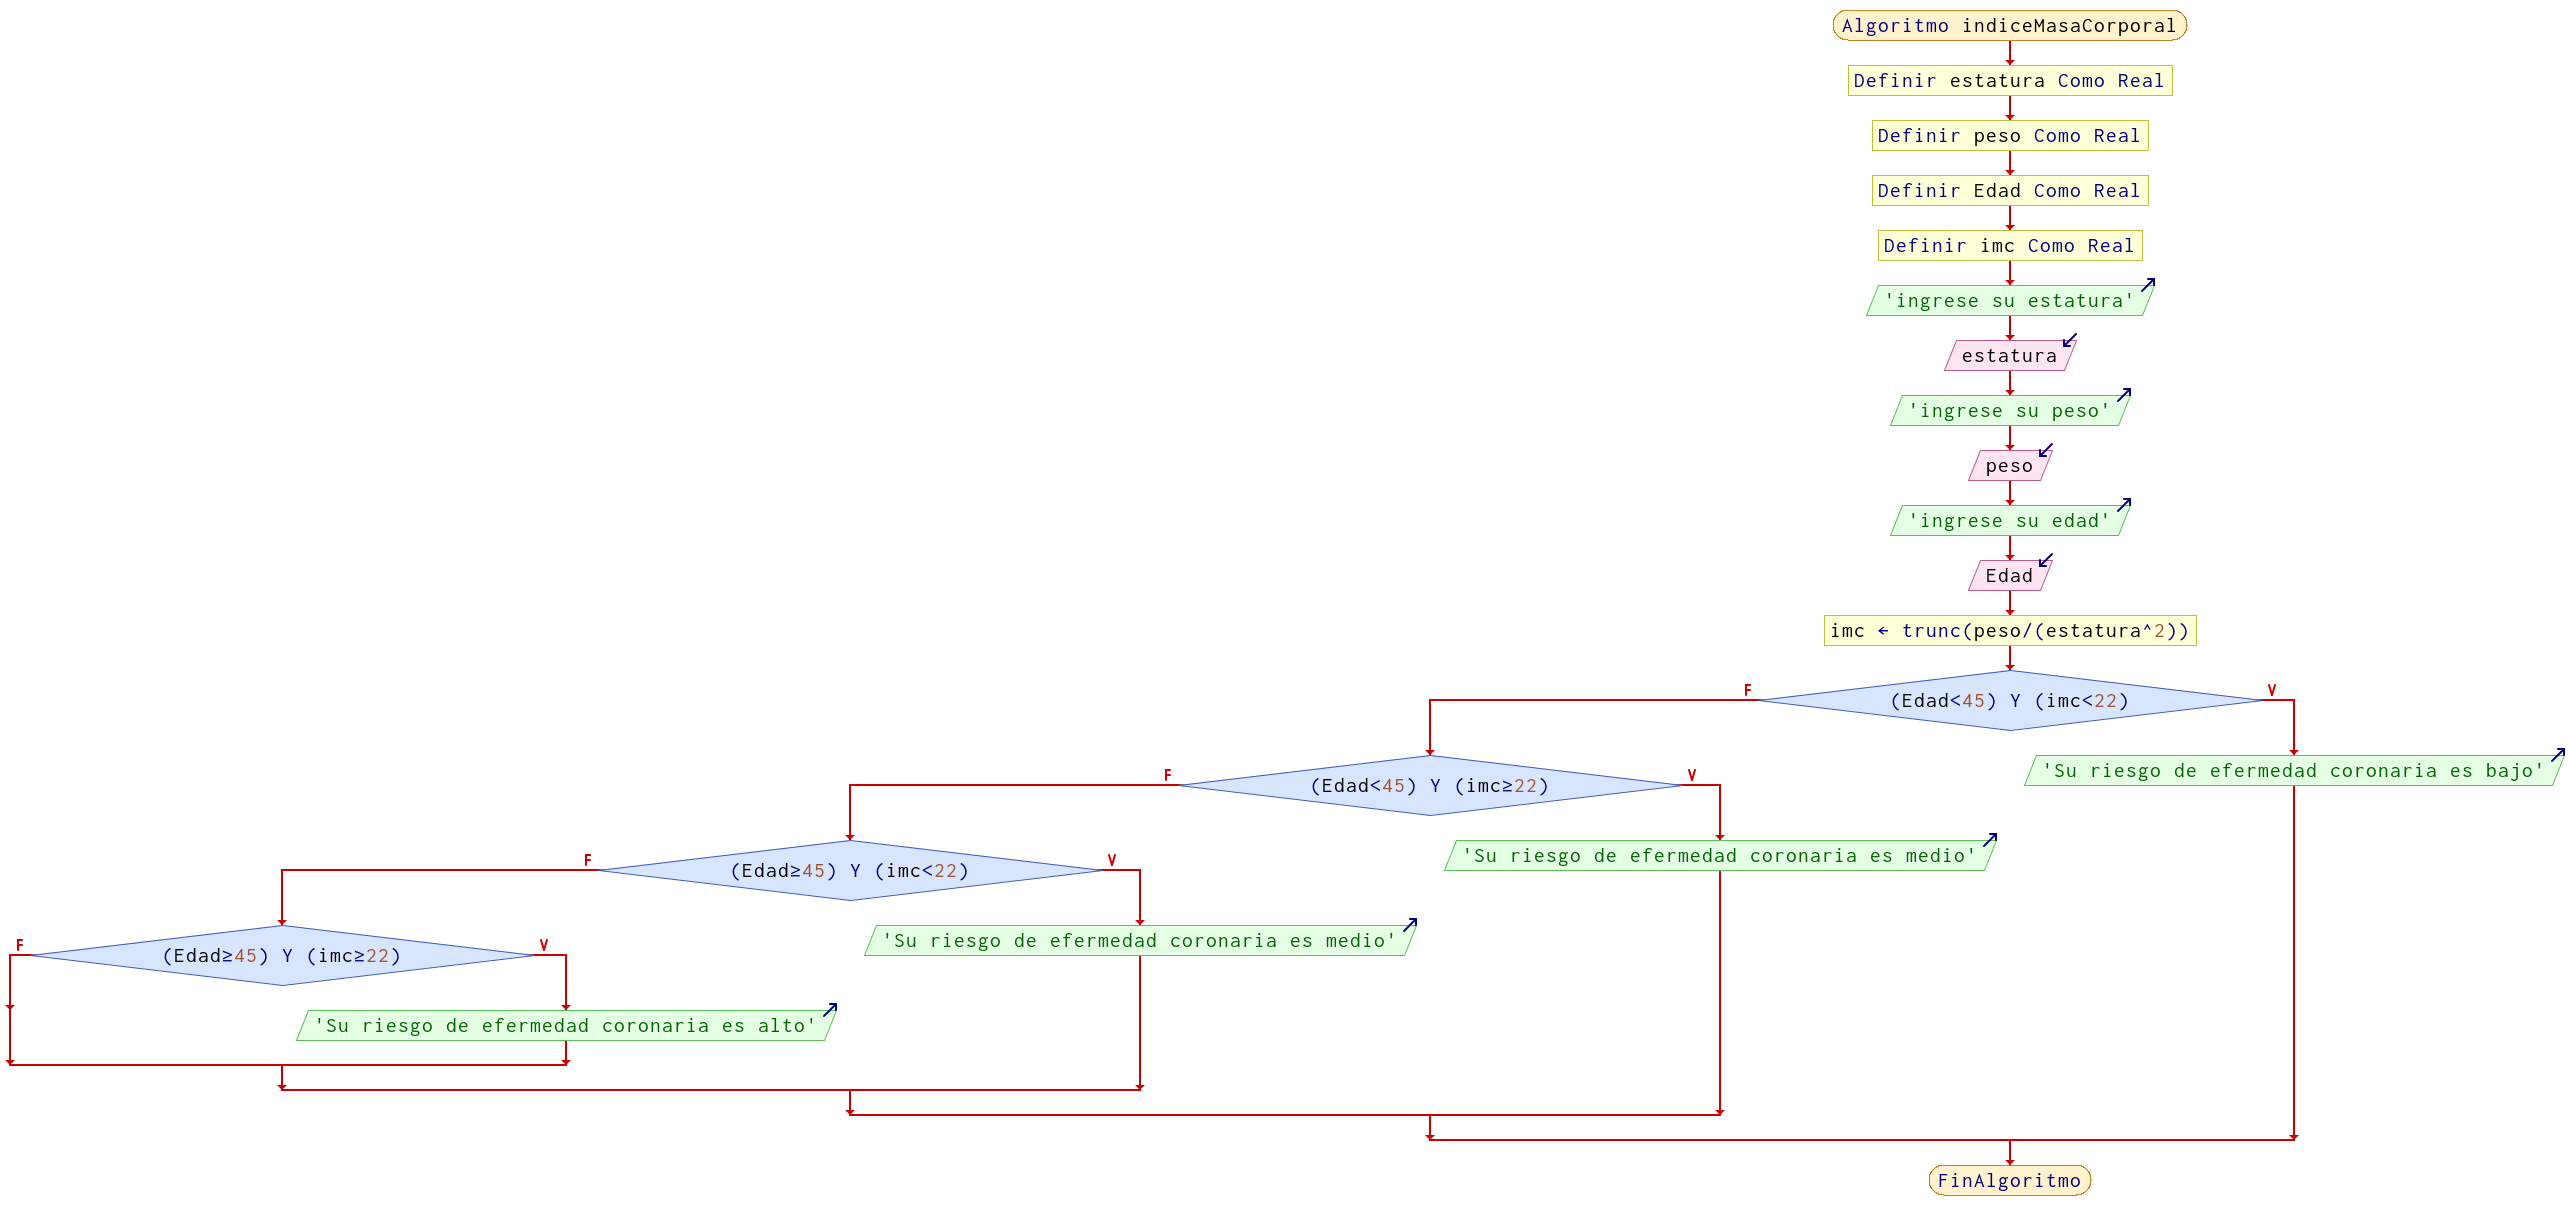 Algoritmo indiceMasaCorporal
Definir estatura Como Real
Definir peso Como Real
Definir Edad Como Real
Definir imc Como Real
'ingrese su estatura'
estatura
'ingrese su peso'
peso
'ingrese su edad'
Edad
imc ← trunc(peso/(estatura^2))
F
(Edad<45) Y (imc<22)
V
'Su riesgo de efermedad coronaria es bajo'
F
(Edad<45) Y (imc≥22)
V
'Su riesgo de efermedad coronaria es medio'
F
(Edad≥45) Y (imc<22)
V
'Su riesgo de efermedad coronaria es medio'
F
(Edad≥45) Y (imc≥22)
V
'Su riesgo de efermedad coronaria es alto'
FinAlgoritmo